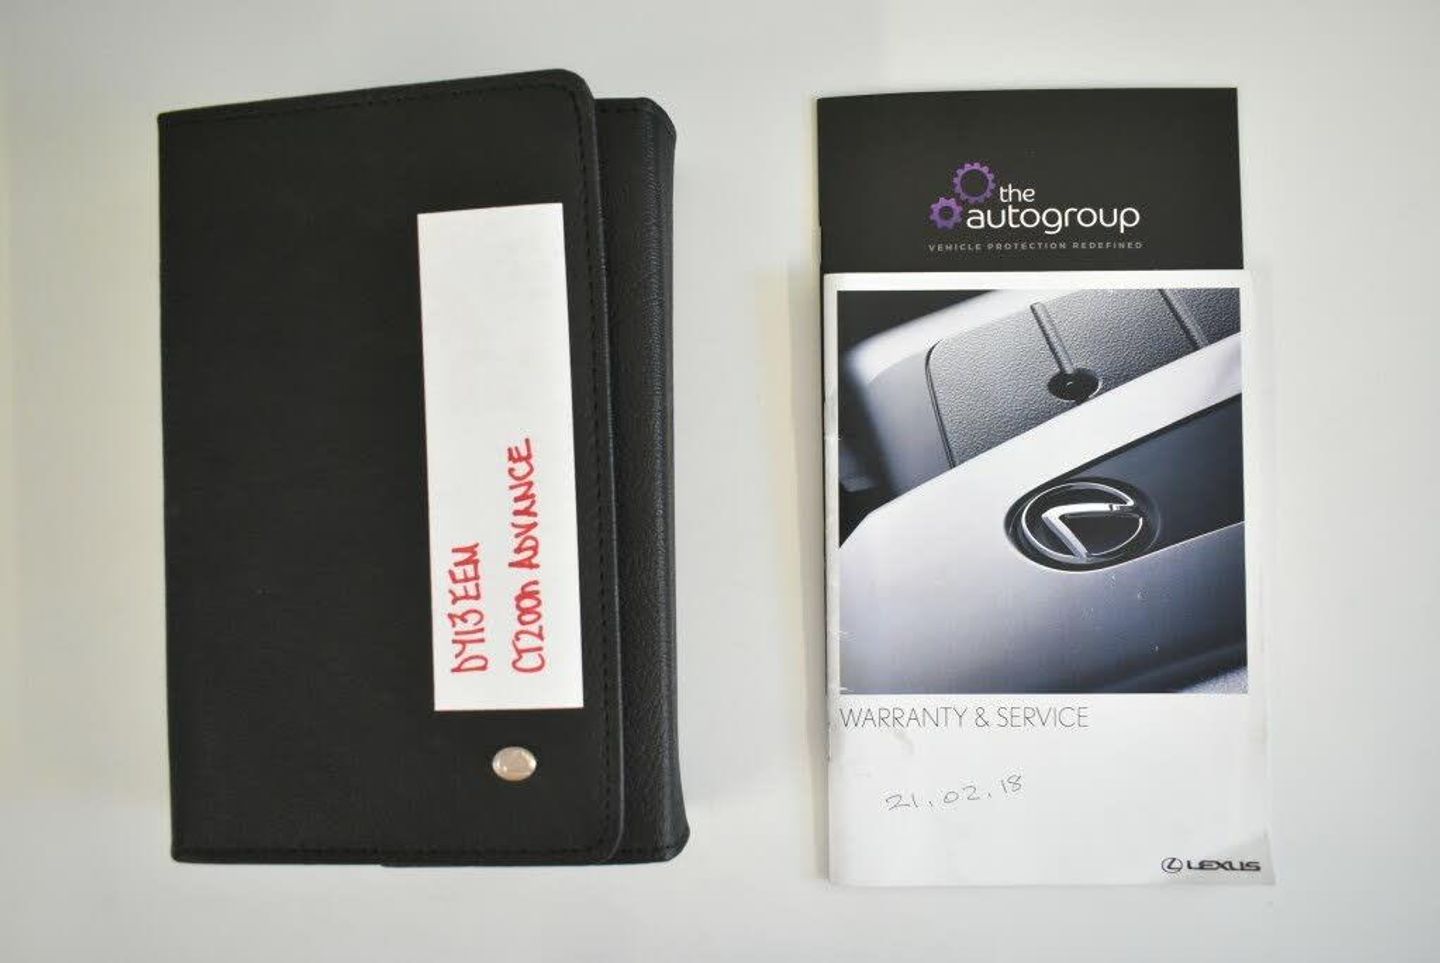 DY13 EEM
CT200h ADVANCE
the
autogroup
VEHICLE PROTECTION REDEFINED
WARRANTY & SERVICE
21.02.18
LEXUS